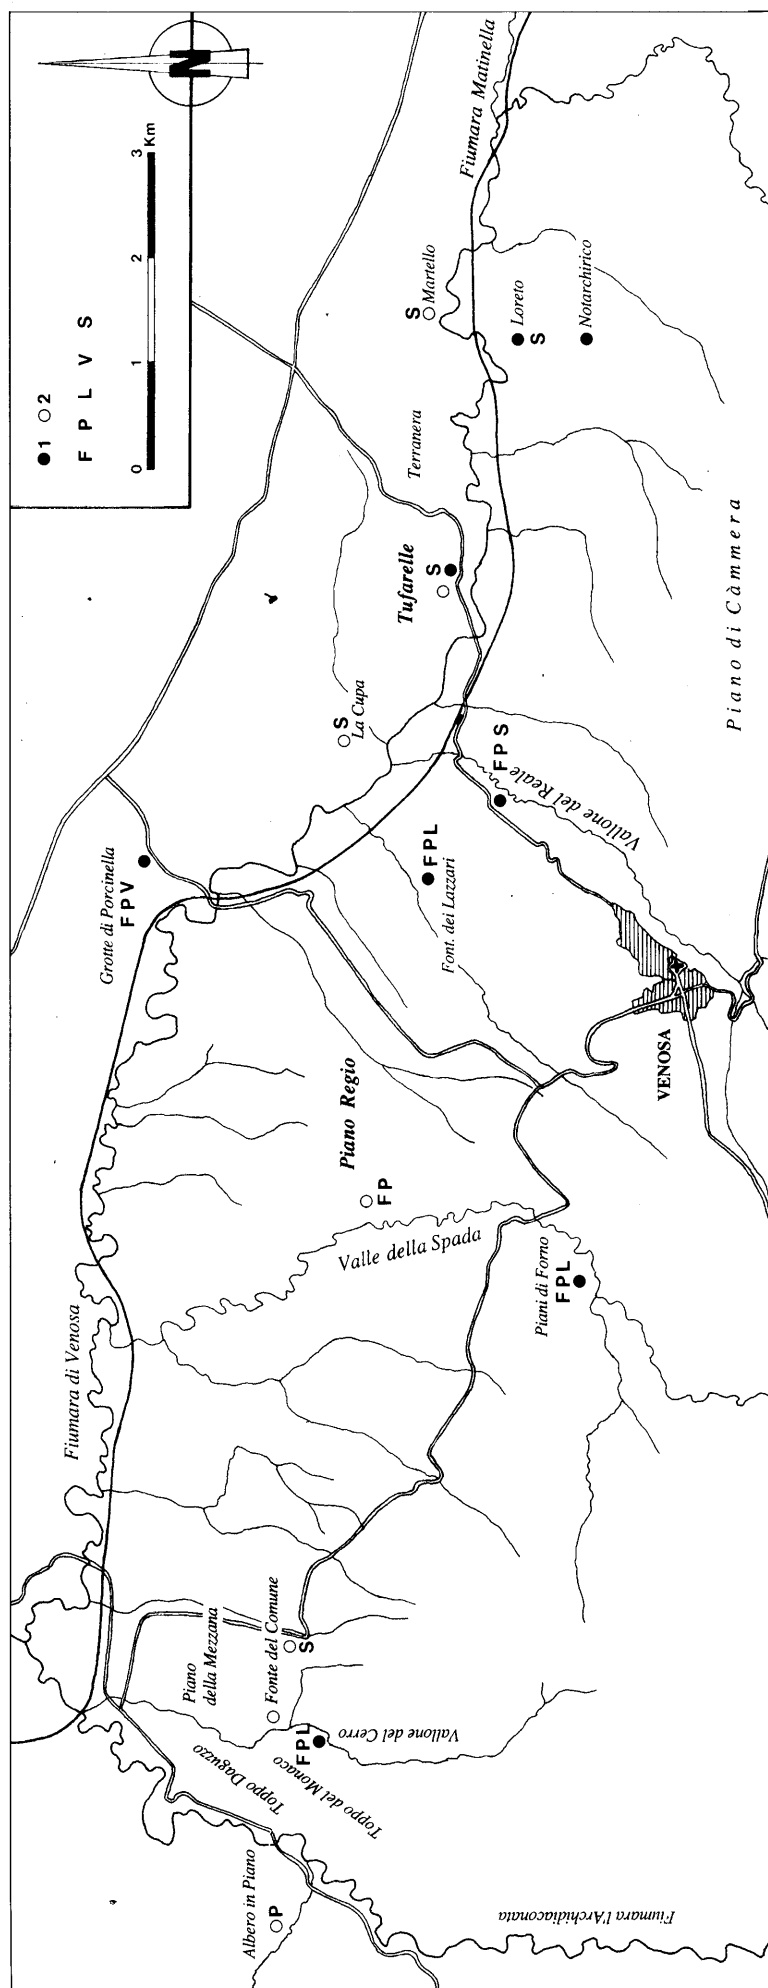 N
●1 ○2
F P L V S
0 1 2 3 Km
Fiumara Matinella
S
Martello
Loreto
S
Notarchirico
Terranera
Tufarelle
S
S
La Cupa
Piano di Càmmera
F P S
Vallone del Reale
Grotte di Porcinella
F P V
F P L
Font. dei Lazzari
VENOSA
Piano Regio
F P
Valle della Spada
Piani di Forno
F P L
Fiumara di Venosa
Piano
della Mezzana
Fonte del Comune
S
F P L
Vallone del Cerro
Toppo Daguzzo
Toppo del Monaco
Albero in Piano
P
Fiumara l'Archidiaconata